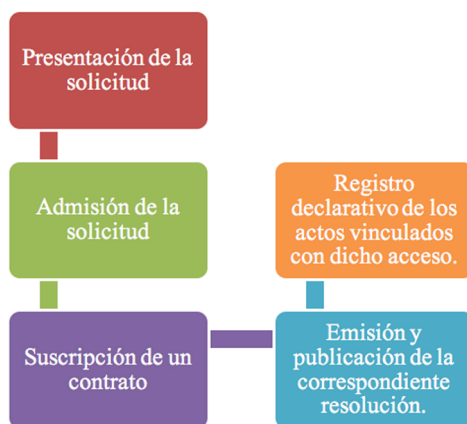 Presentación de la
solicitud
Admisión de la
solicitud
Suscripción de un
contrato
Emisión y
publicación de la
correspondiente
resolución.
Registro
declarativo de los
actos vinculados
con dicho acceso.